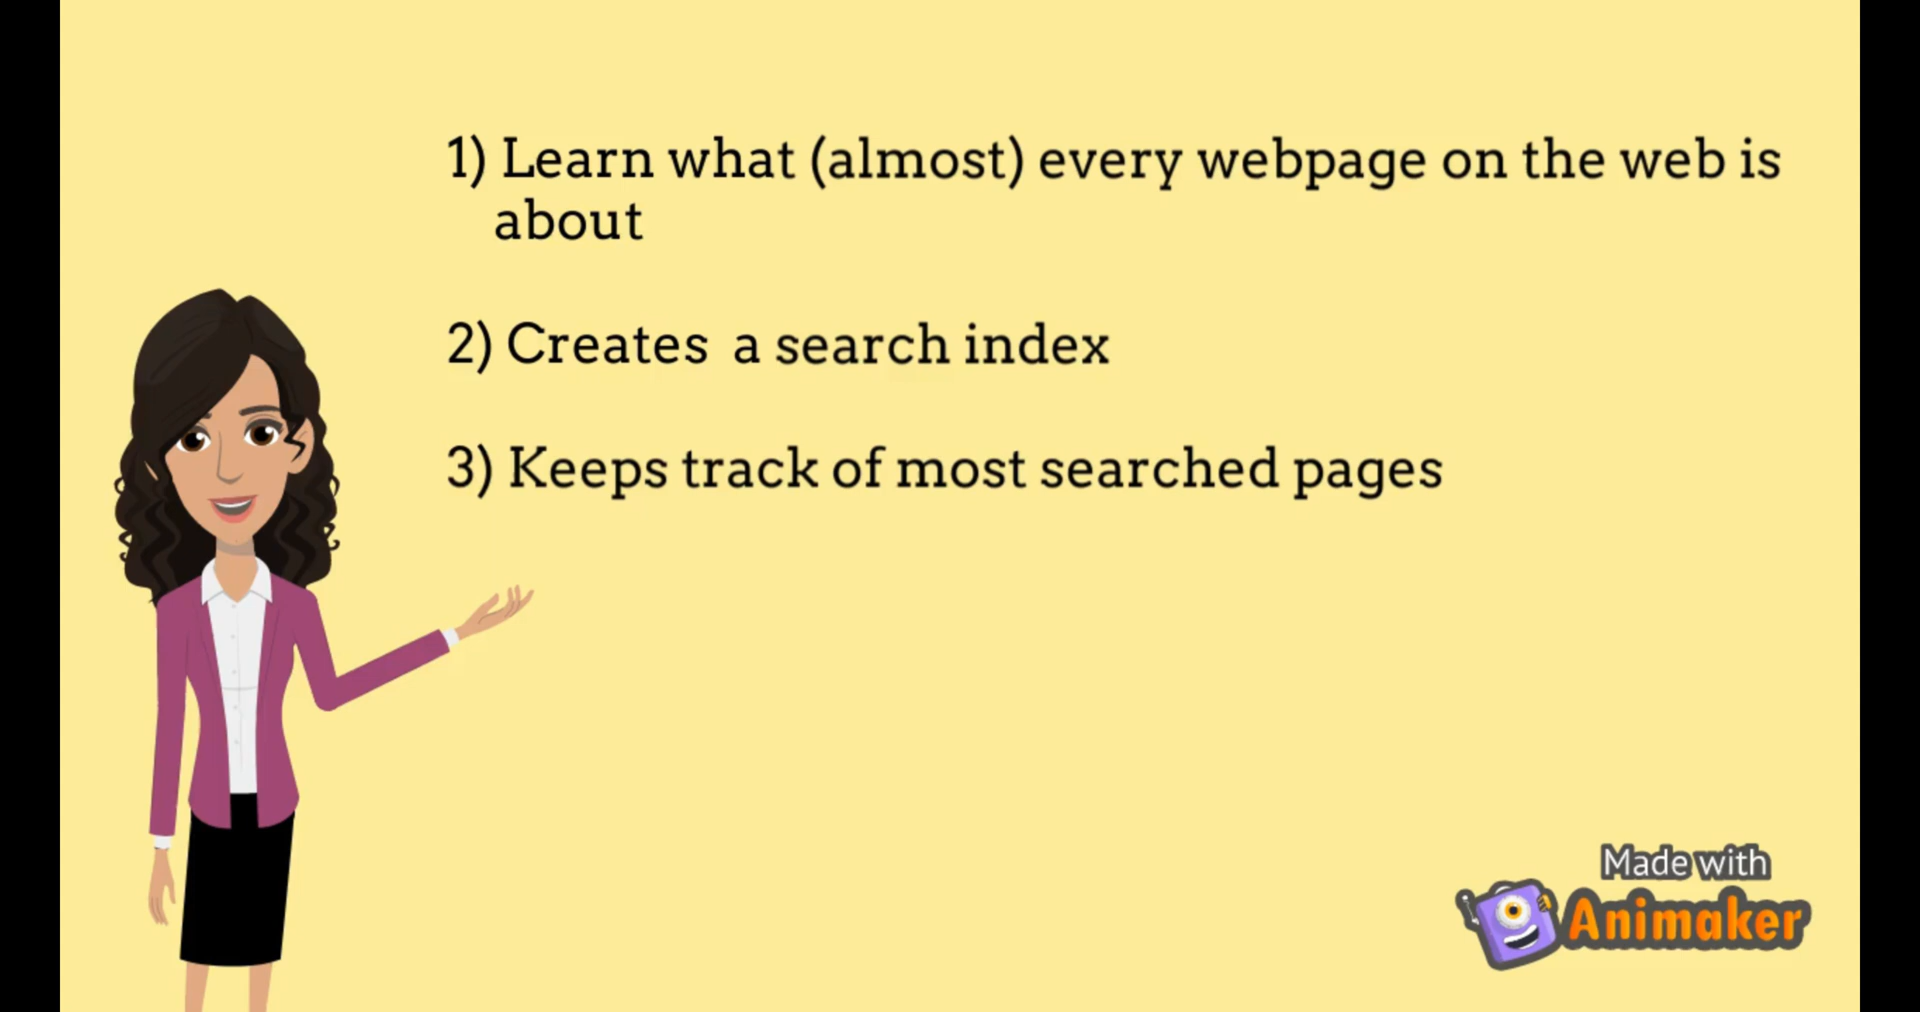 1) Learn what (almost) every webpage on the web is
about
2) Creates a search index
3) Keeps track of most searched pages
Made with
Animaker